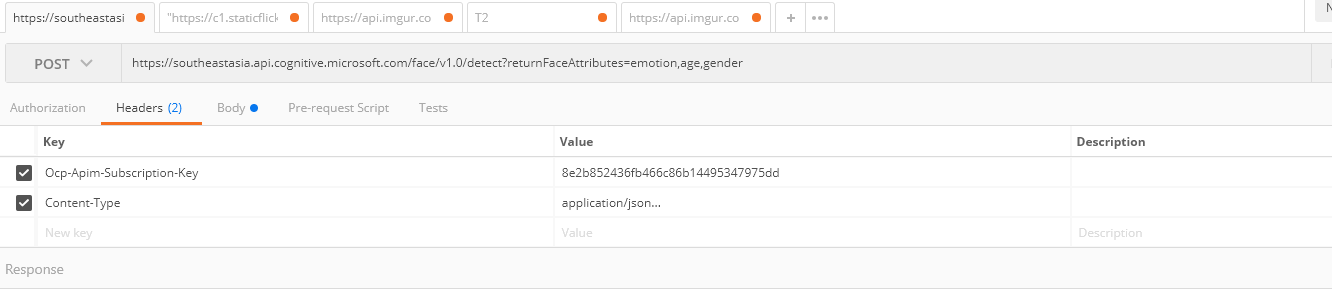 https://southeastasi "https://c1.staticflick https://api.imgur.co T2 https://api.imgur.co + ••• N
POST https://southeastasia.api.cognitive.microsoft.com/face/v1.0/detect?returnFaceAttributes=emotion,age,gender
Authorization Headers (2) Body Pre-request Script Tests
Key Value Description
Ocp-Apim-Subscription-Key 8e2b852436fb466c86b14495347975dd
Content-Type application/json...
New key Value Description
Response